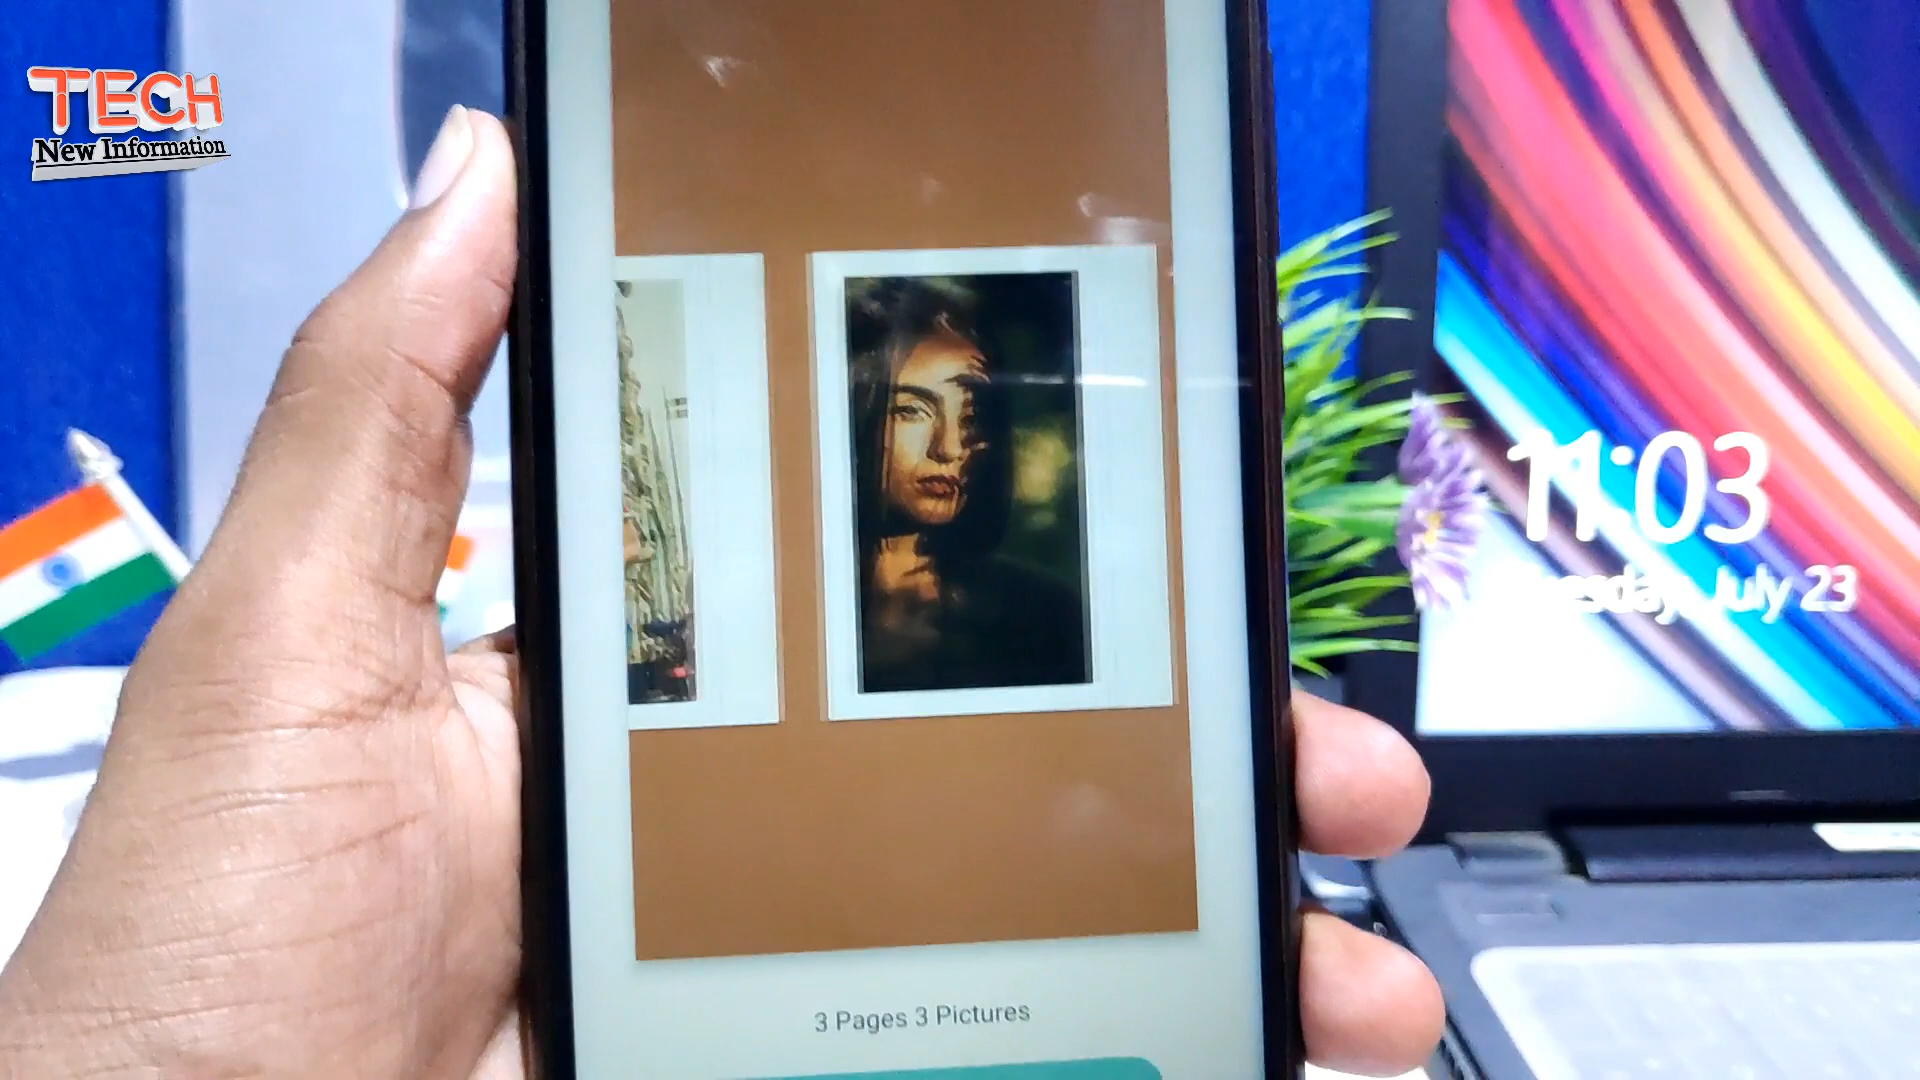 TECH
New Information
11:03
July 23
3 Pages 3 Pictures